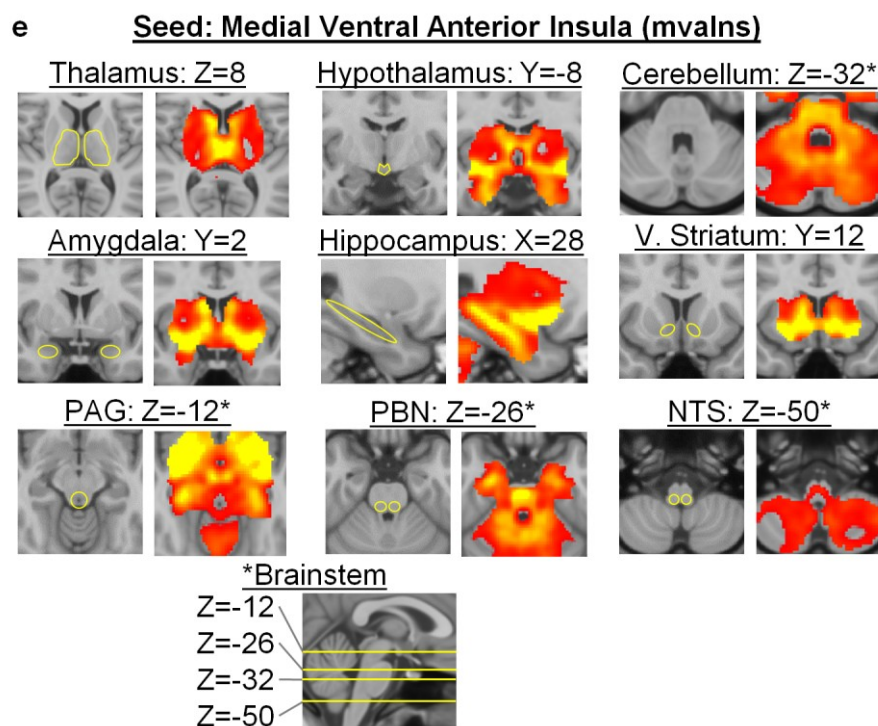 e
Seed: Medial Ventral Anterior Insula (mvaIns)
Thalamus: Z=8
Hypothalamus: Y=-8
Cerebellum: Z=-32*
Amygdala: Y=2
Hippocampus: X=28
V. Striatum: Y=12
PAG: Z=-12*
PBN: Z=-26*
NTS: Z=-50*
*Brainstem
Z=-12
Z=-26
Z=-32
Z=-50